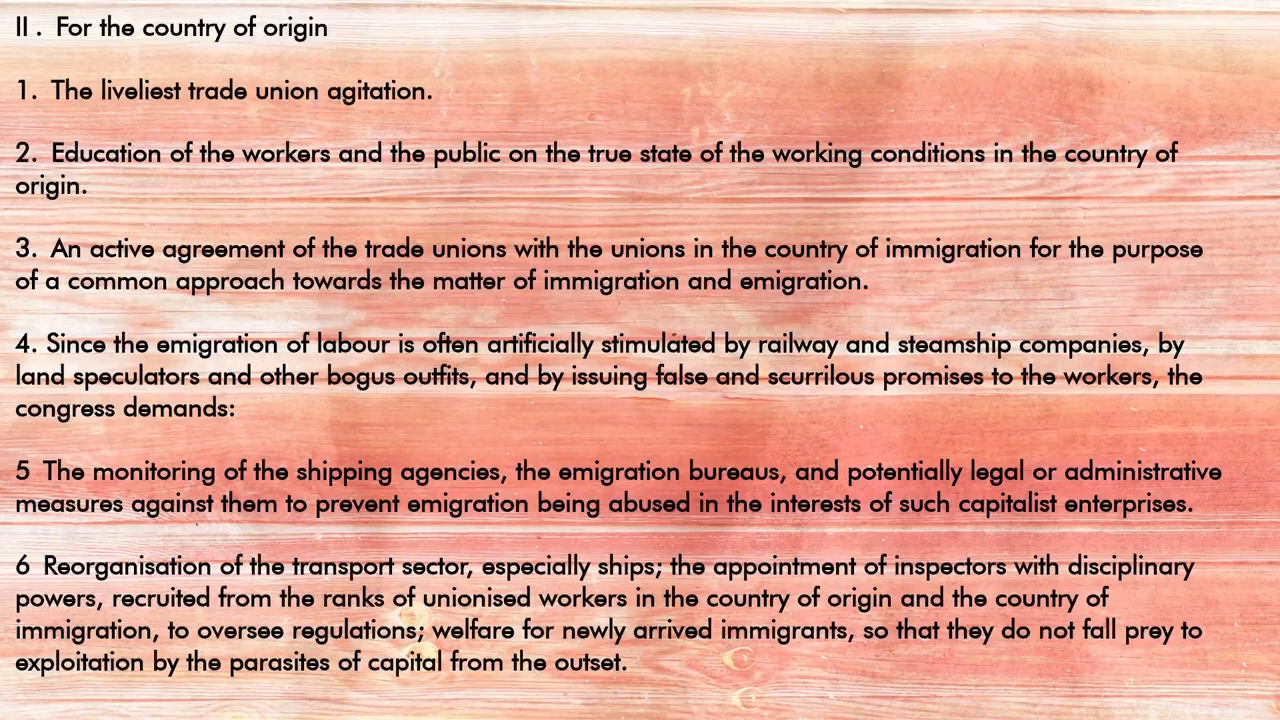 II . For the country of origin
1. The liveliest trade union agitation.
2. Education of the workers and the public on the true state of the working conditions in the country of
origin.
3. An active agreement of the trade unions with the unions in the country of immigration for the purpose
of a common approach towards the matter of immigration and emigration.
4. Since the emigration of labour is often artificially stimulated by railway and steamship companies, by
land speculators and other bogus outfits, and by issuing false and scurrilous promises to the workers, the
congress demands:
5 The monitoring of the shipping agencies, the emigration bureaus, and potentially legal or administrative
measures against them to prevent emigration being abused in the interests of such capitalist enterprises.
6 Reorganisation of the transport sector, especially ships; the appointment of inspectors with disciplinary
powers, recruited from the ranks of unionised workers in the country of origin and the country of
immigration, to oversee regulations; welfare for newly arrived immigrants, so that they do not fall prey to
exploitation by the parasites of capital from the outset.